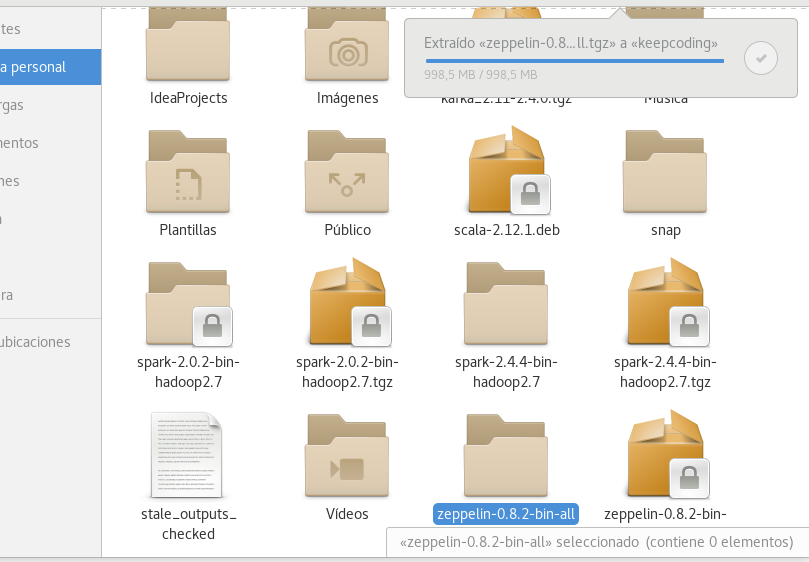 tes
a personal
rgas
mentos
nes
a
ra
ubicaciones
Extraído «zeppelin-0.8...ll.tgz» a «keepcoding»
998,5 MB / 998,5 MB
IdeaProjects
Imágenes
kafka_2.11-2.4.0.tgz
Música
Plantillas
Público
scala-2.12.1.deb
snap
spark-2.0.2-bin-
hadoop2.7
spark-2.0.2-bin-
hadoop2.7.tgz
spark-2.4.4-bin-
hadoop2.7
spark-2.4.4-bin-
hadoop2.7.tgz
stale_outputs_
checked
Vídeos
zeppelin-0.8.2-bin-all
zeppelin-0.8.2-bin-
«zeppelin-0.8.2-bin-all» seleccionado (contiene 0 elementos)